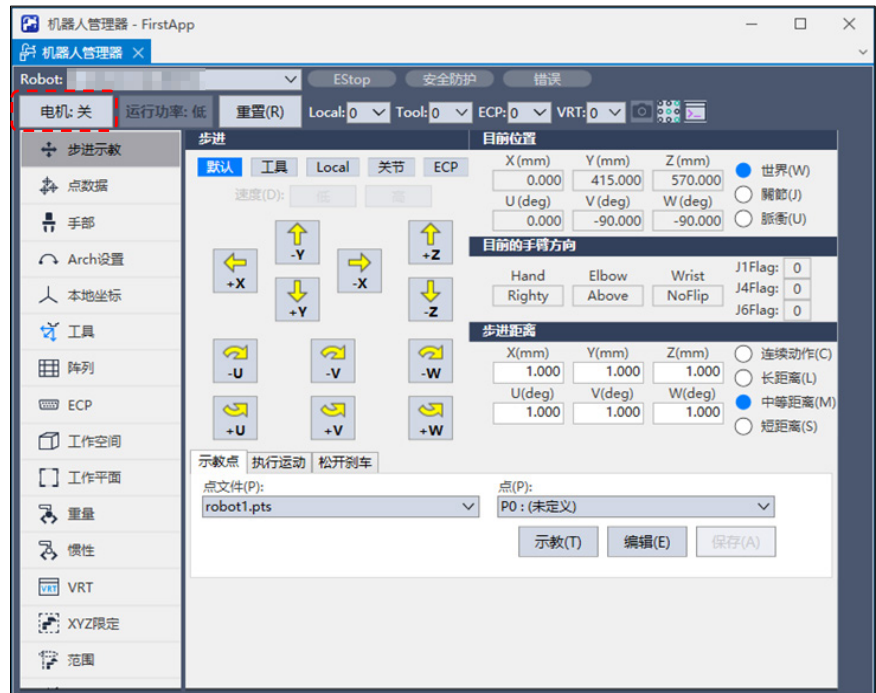 机器人管理器 - FirstApp
机器人管理器
Robot:
EStop 安全防护 错误
电机: 关 运行功率: 低 重置(R) Local: 0 Tool: 0 ECP: 0 VRT: 0
步进示教
点数据
手部
Arch设置
本地坐标
工具
阵列
ECP
工作空间
工作平面
重量
惯性
VRT
XYZ限定
范围
步进
默认 工具 Local 关节 ECP
速度(D): 低 高
-Y +Z
+X -X
+Y -Z
-U -V -W
+U +V +W
目前位置
X (mm) Y (mm) Z (mm)
0.000 415.000 570.000
U (deg) V (deg) W (deg)
0.000 -90.000 -90.000
世界(W)
關節(J)
脈衝(U)
目前的手臂方向
Hand Elbow Wrist
Righty Above NoFlip
J1Flag: 0
J4Flag: 0
J6Flag: 0
步进距离
X(mm) Y(mm) Z(mm)
1.000 1.000 1.000
U(deg) V(deg) W(deg)
1.000 1.000 1.000
连续动作(C)
长距离(L)
中等距离(M)
短距离(S)
示教点 执行运动 松开刹车
点文件(P): 点(P):
robot1.pts P0 : (未定义)
示教(T) 编辑(E) 保存(A)